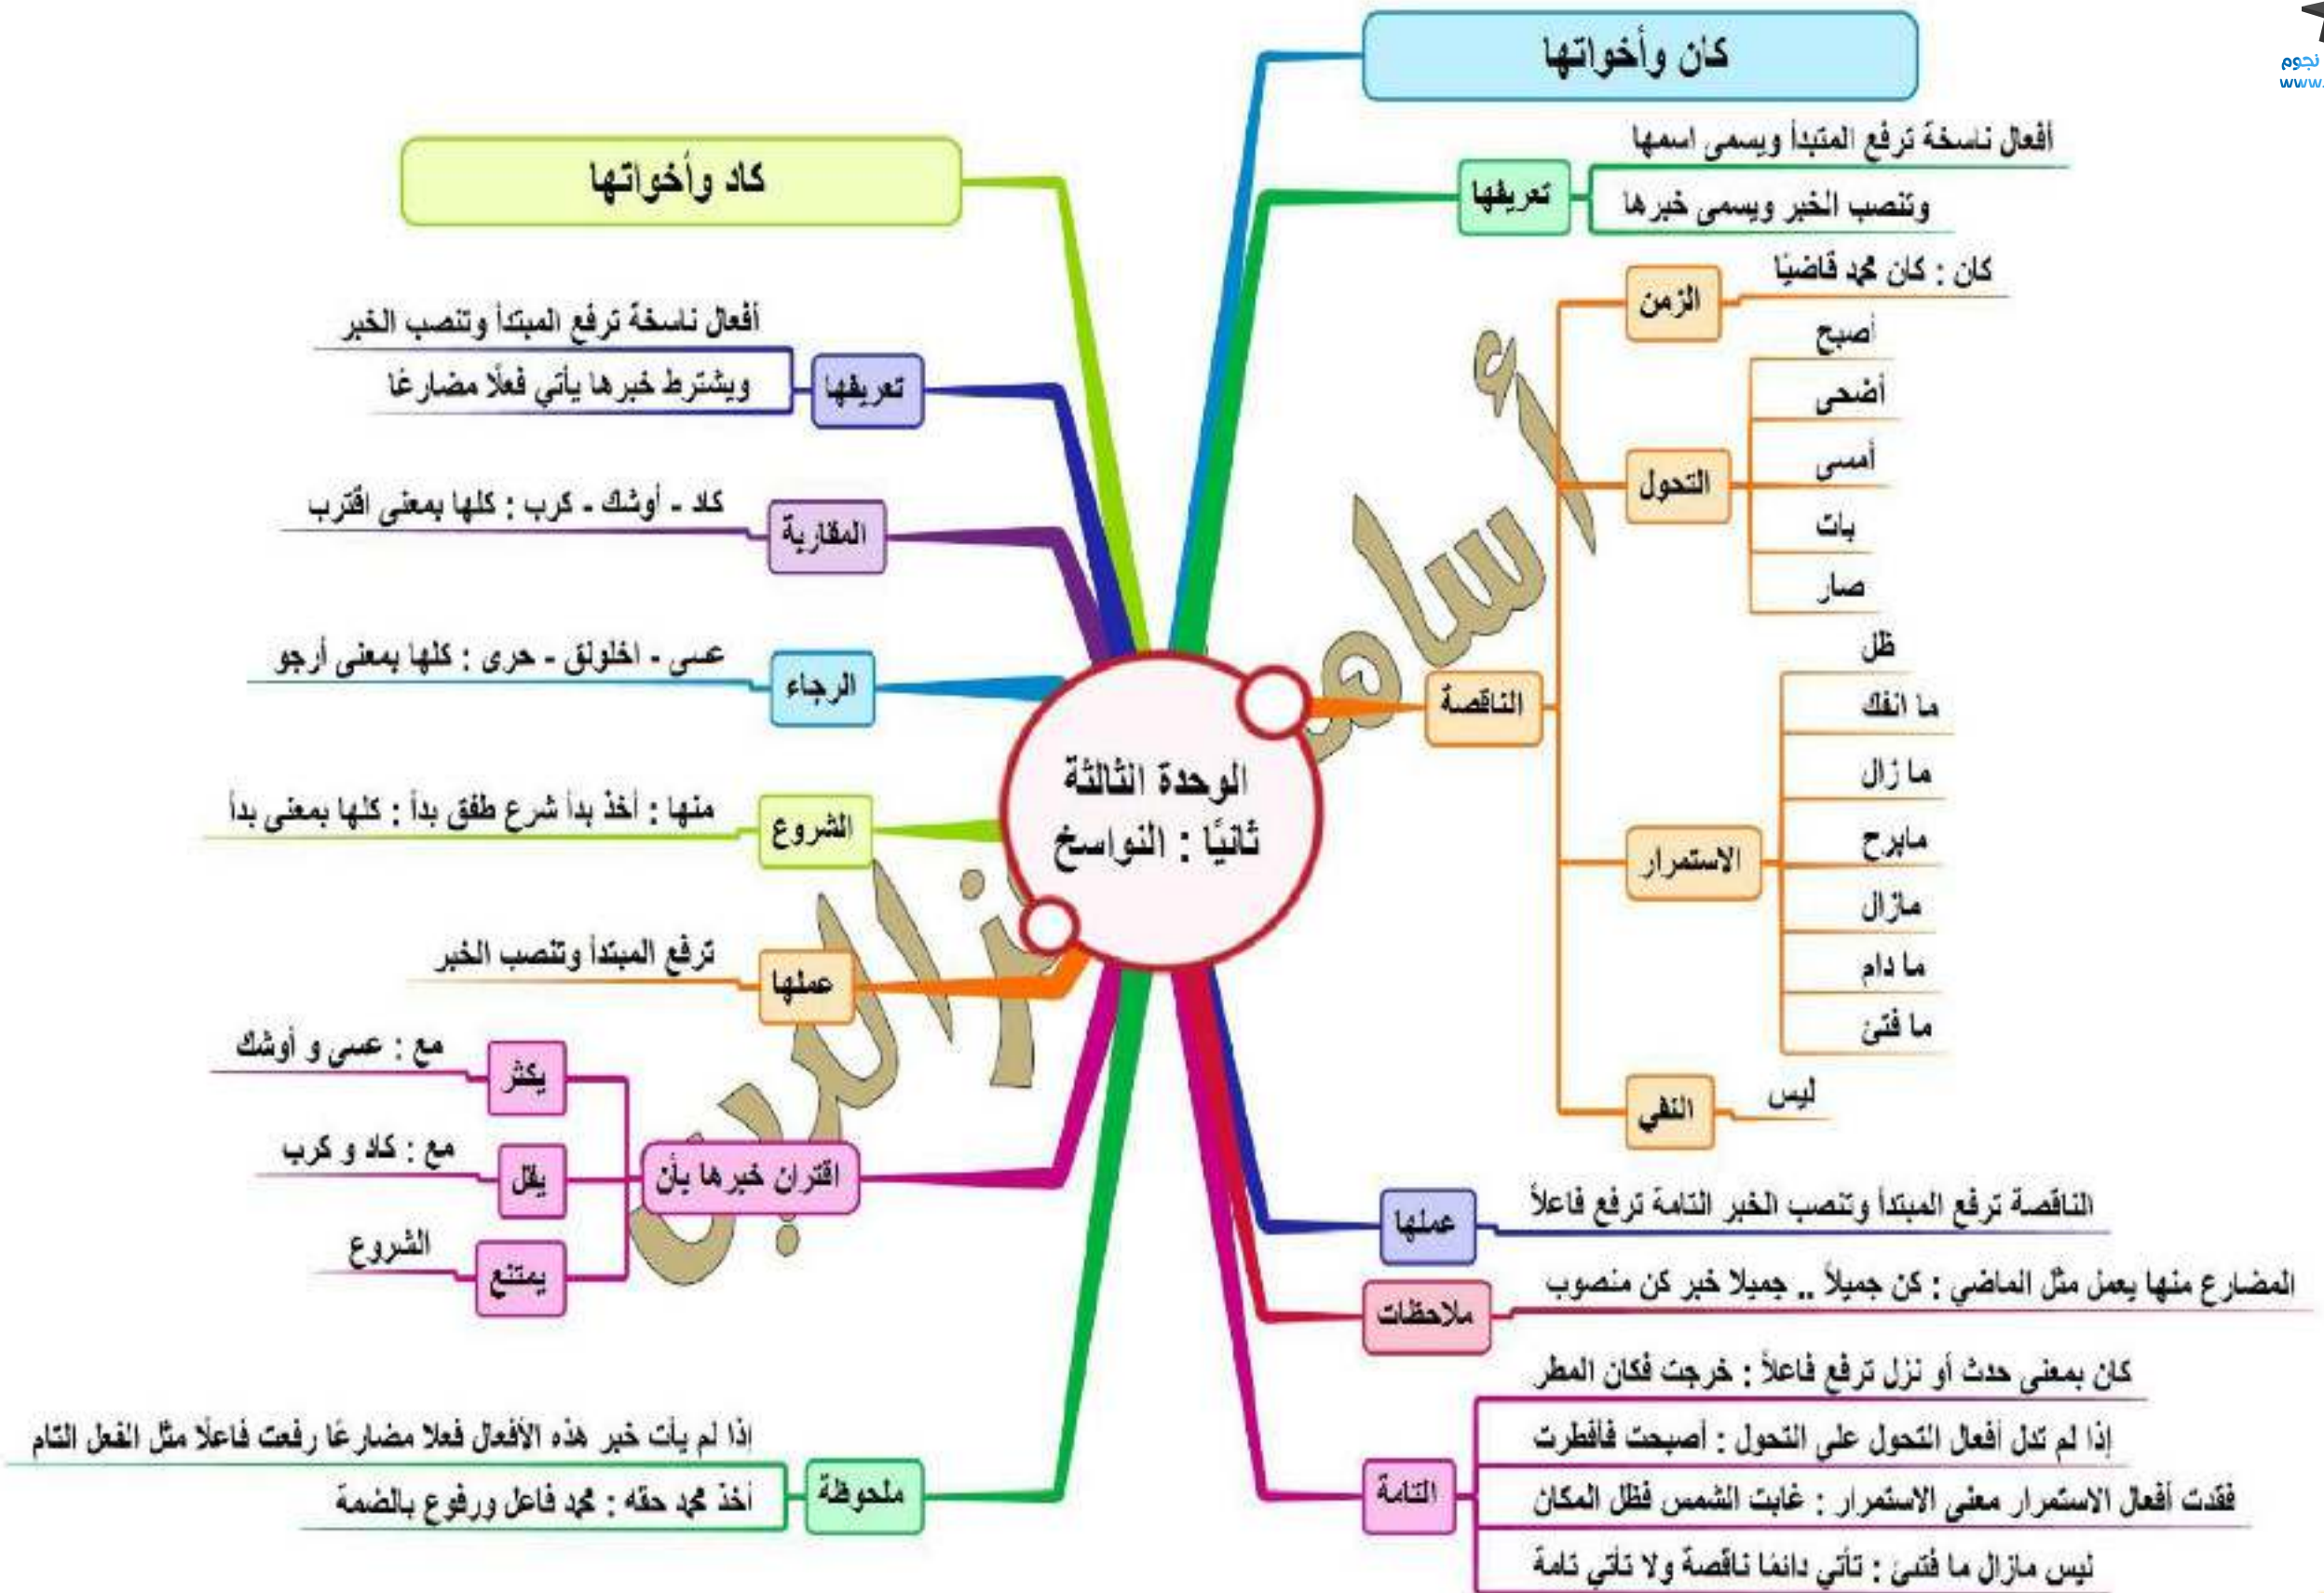 نجوم
www.
الوحدة الثالثة
ثانيًا : النواسخ
كان وأخواتها
تعريفها
أفعال ناسخة ترفع المتبدأ ويسمى اسمها
وتنصب الخبر ويسمى خبرها
الناقصة
الزمن
كان : كان محمد قاضيًا
التحول
أصبح
أضحى
أمسى
بات
صار
الاستمرار
ظل
ما انفك
ما زال
مابرح
مازال
ما دام
ما فتئ
النفي
ليس
عملها
الناقصة ترفع المبتدأ وتنصب الخبر التامة ترفع فاعلاً
ملاحظات
المضارع منها يعمل مثل الماضي : كن جميلاً .. جميلا خبر كن منصوب
التامة
كان بمعنى حدث أو نزل ترفع فاعلاً : خرجت فكان المطر
إذا لم تدل أفعال التحول على التحول : أصبحت فأفطرت
فقدت أفعال الاستمرار معنى الاستمرار : غابت الشمس فظل المكان
ليس مازال ما فتئ : تأتي دائمًا ناقصة ولا تأتي تامة
كاد وأخواتها
تعريفها
أفعال ناسخة ترفع المبتدأ وتنصب الخبر
ويشترط خبرها يأتي فعلًا مضارعًا
المقاربة
كاد - أوشك - كرب : كلها بمعنى اقترب
الرجاء
عسى - اخلولق - حرى : كلها بمعنى أرجو
الشروع
منها : أخذ بدأ شرع طفق بدأ : كلها بمعنى بدأ
عملها
ترفع المبتدأ وتنصب الخبر
اقتران خبرها بأن
يكثر
مع : عسى و أوشك
يقل
مع : كاد و كرب
يمتنع
الشروع
ملحوظة
إذا لم يأت خبر هذه الأفعال فعلا مضارعًا رفعت فاعلًا مثل الفعل التام
أخذ محمد حقه : محمد فاعل ورفوع بالضمة